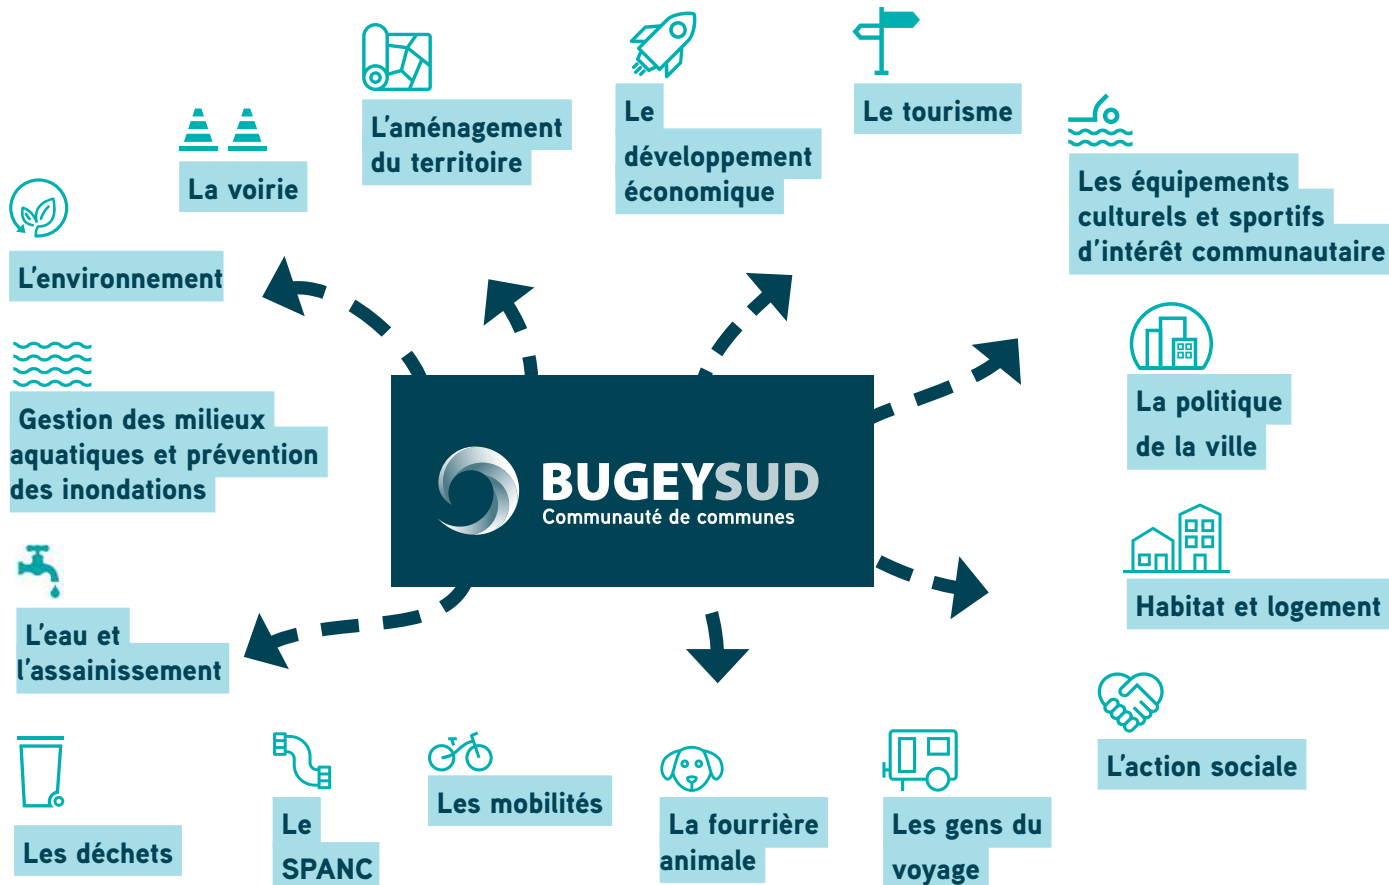 L'aménagement
du territoire
Le
développement
économique
Le tourisme
La voirie
Les équipements
culturels et sportifs
d'intérêt communautaire
L'environnement
Gestion des milieux
aquatiques et prévention
des inondations
La politique
de la ville
BUGEYSUD
Communauté de communes
L'eau et
l'assainissement
Habitat et logement
L'action sociale
Les déchets
Le
SPANC
Les mobilités
La fourrière
animale
Les gens du
voyage